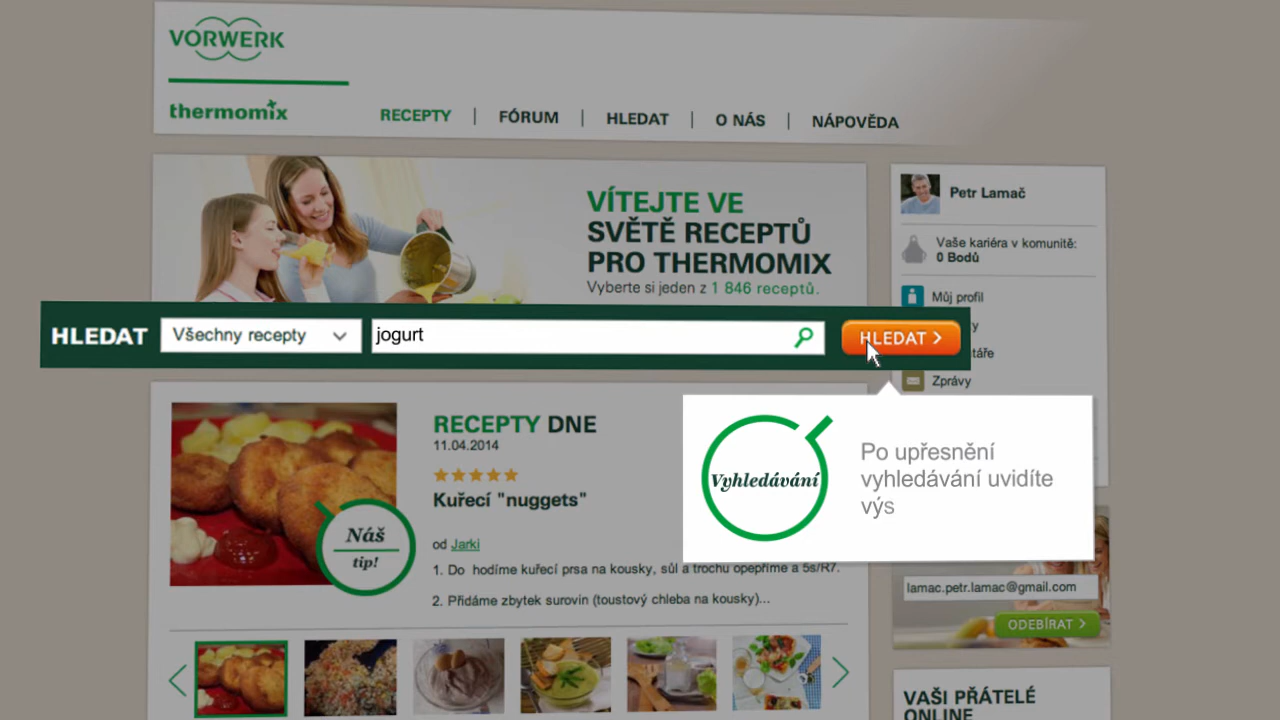 VORWERK
thermomix
RECEPTY | FÓRUM | HLEDAT | O NÁS | NÁPOVĚDA
VÍTEJTE VE
SVĚTĚ RECEPTŮ
PRO THERMOMIX
Vyberte si jeden z 1 846 receptů.
Petr Lamač
Vaše kariéra v komunitě:
0 Bodů
Můj profil
Zprávy
HLEDAT
Všechny recepty
jogurt
HLEDAT
Vyhledávání
Po upřesnění
vyhledávání uvidíte
výs
RECEPTY DNE
11.04.2014
Kuřecí "nuggets"
od Jarki
1. Do hodíme kuřecí prsa na kousky, sůl a trochu opepříme a 5s/R7.
2. Přidáme zbytek surovin (toustový chleba na kousky)...
Náš
tip!
lamac.petr.lamac@gmail.com
ODEBÍRAT
VAŠI PŘÁTELÉ
ONLINE